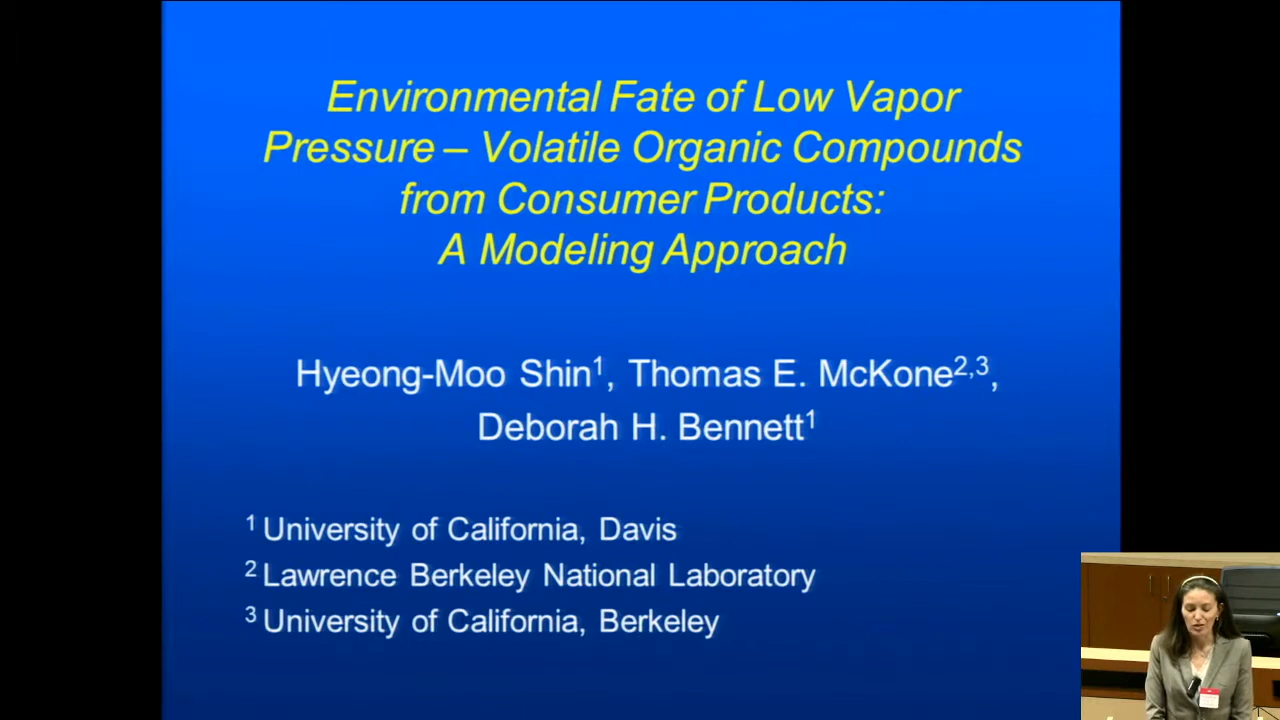 Environmental Fate of Low Vapor
Pressure – Volatile Organic Compounds
from Consumer Products:
A Modeling Approach
Hyeong-Moo Shin¹, Thomas E. McKone²,³,
Deborah H. Bennett¹
¹ University of California, Davis
² Lawrence Berkeley National Laboratory
³ University of California, Berkeley